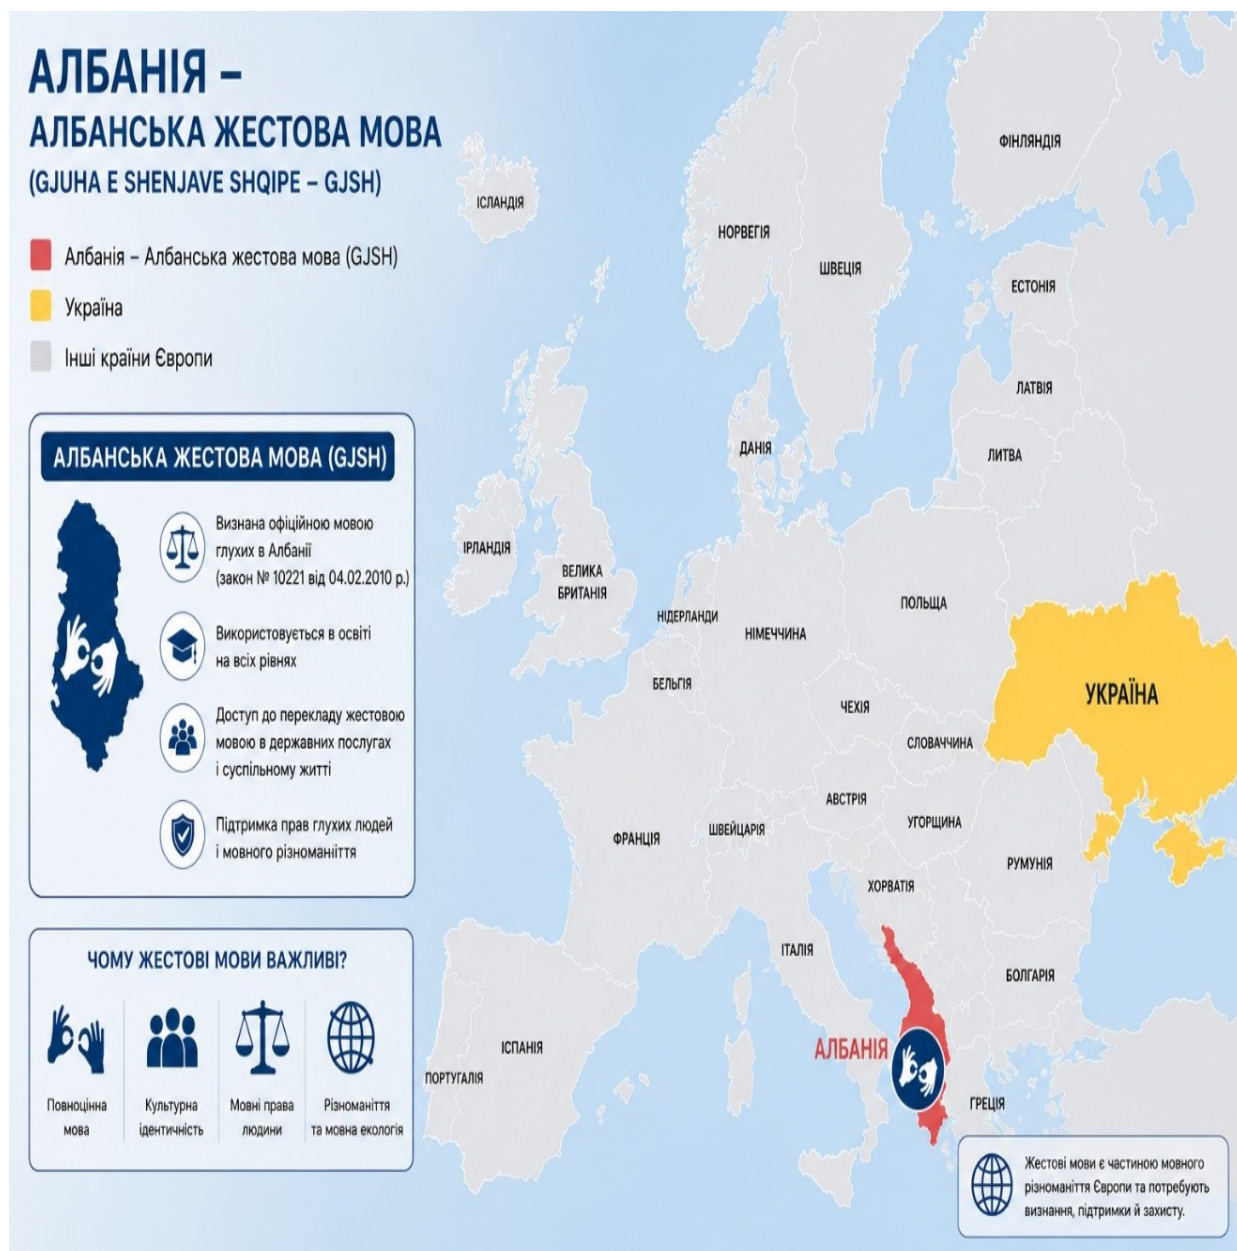 АЛБАНІЯ –
АЛБАНСЬКА ЖЕСТОВА МОВА
(GJUHA E SHENJAVE SHQIPE – GJSH)
Албанія – Албанська жестова мова (GJSH)
Україна
Інші країни Європи
АЛБАНСЬКА ЖЕСТОВА МОВА (GJSH)
Визнана офіційною мовою
глухих в Албанії
(закон № 10221 від 04.02.2010 р.)
Використовується в освіті
на всіх рівнях
Доступ до перекладу жестовою
мовою в державних послугах
і суспільному житті
Підтримка прав глухих людей
і мовного різноманіття
ЧОМУ ЖЕСТОВІ МОВИ ВАЖЛИВІ?
Повноцінна
мова
Культурна
ідентичність
Мовні права
людини
Різноманіття
та мовна екологія
ІСЛАНДІЯ
НОРВЕГІЯ
ШВЕЦІЯ
ФІНЛЯНДІЯ
ЕСТОНІЯ
ЛАТВІЯ
ЛИТВА
ДАНІЯ
ІРЛАНДІЯ
ВЕЛИКА
БРИТАНІЯ
НІДЕРЛАНДИ
НІМЕЧЧИНА
ПОЛЬЩА
БЕЛЬГІЯ
ЧЕХІЯ
СЛОВАЧЧИНА
УКРАЇНА
ФРАНЦІЯ
ШВЕЙЦАРІЯ
АВСТРІЯ
УГОРЩИНА
РУМУНІЯ
ХОРВАТІЯ
ІТАЛІЯ
БОЛГАРІЯ
ІСПАНІЯ
ПОРТУГАЛІЯ
АЛБАНІЯ
ГРЕЦІЯ
Жестові мови є частиною мовного
різноманіття Європи та потребують
визнання, підтримки й захисту.